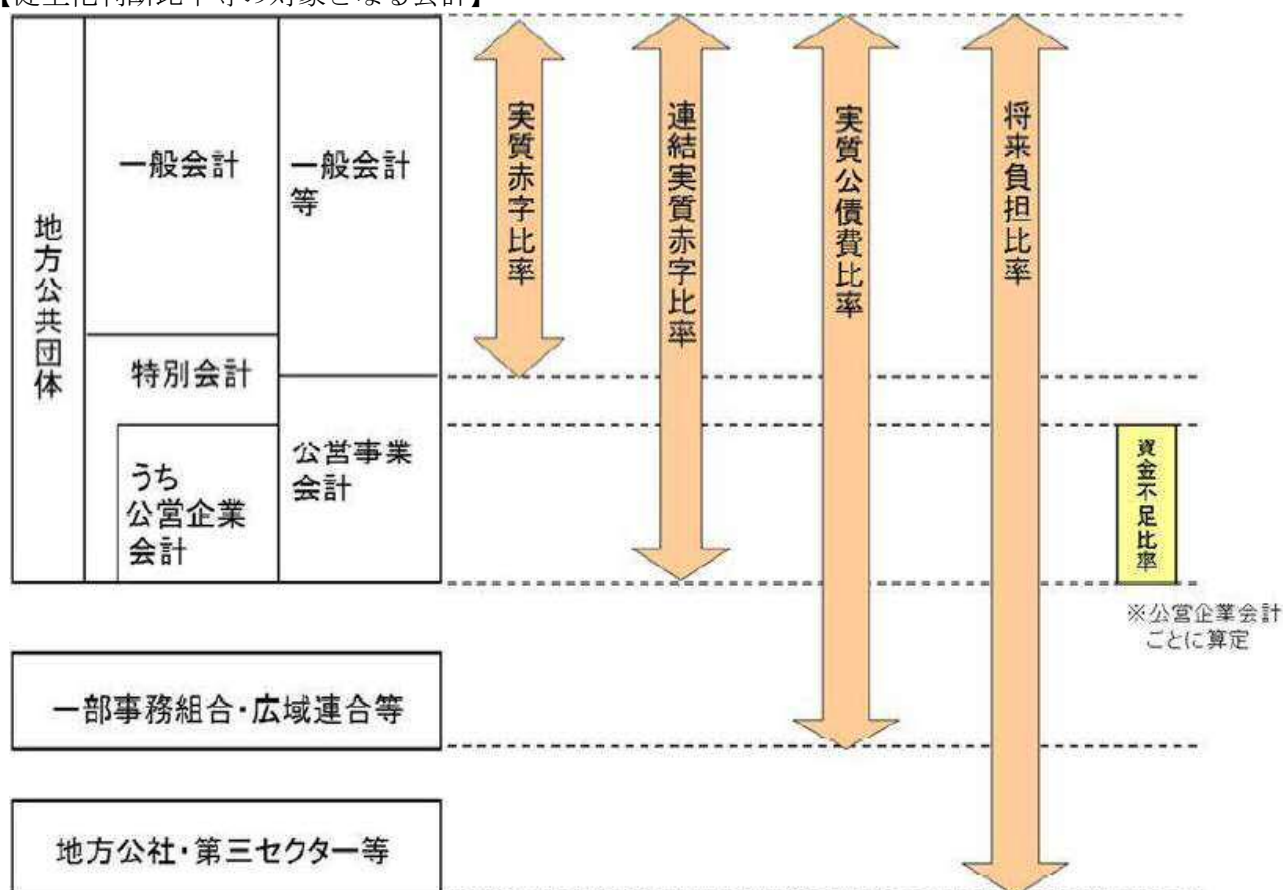 地方公共団体
一般会計
一般会計
等
特別会計
うち
公営企業
会計
公営事業
会計
一部事務組合・広域連合等
地方公社・第三セクター等
実質赤字比率
連結実質赤字比率
実質公債費比率
将来負担比率
資金不足比率
※公営企業会計
ごとに算定